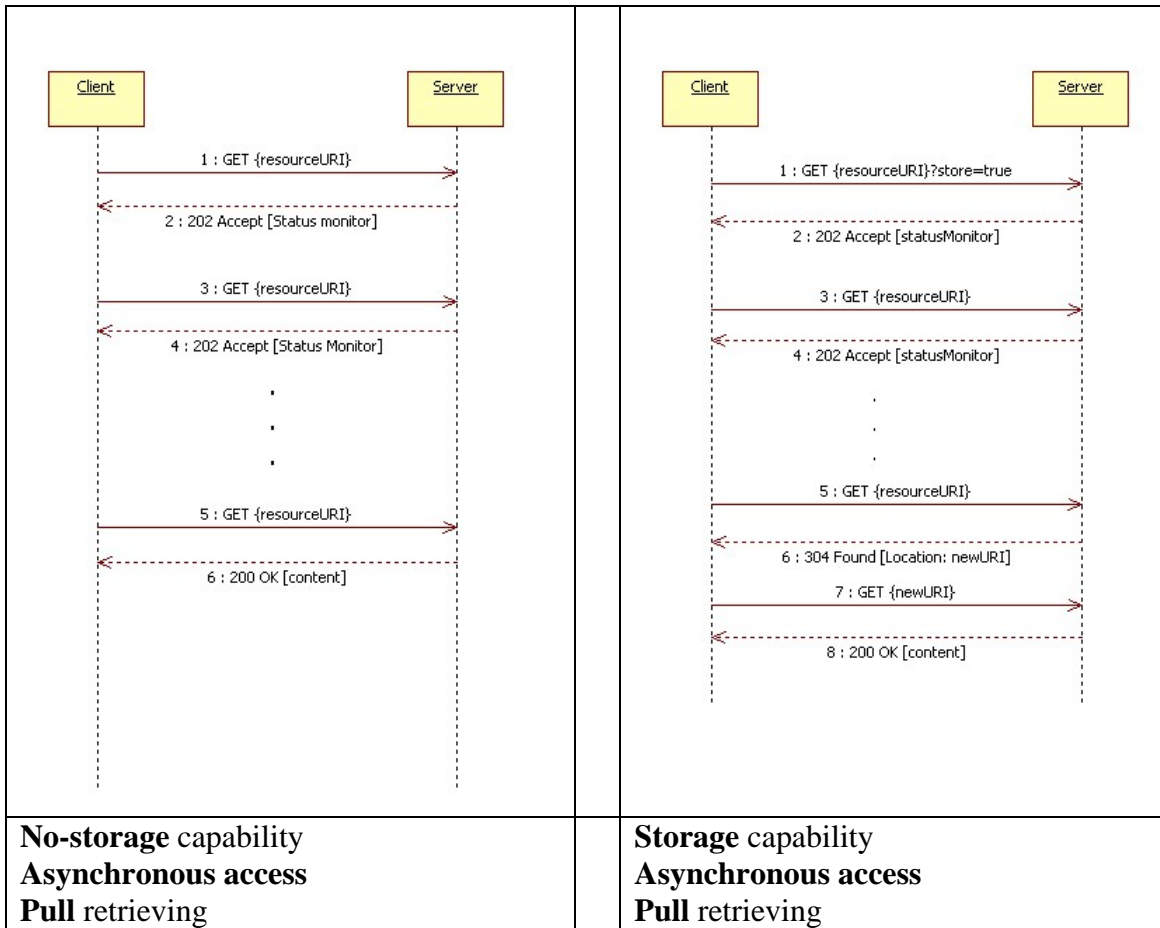 Client
Server
1 : GET {resourceURI}
2 : 202 Accept [Status monitor]
3 : GET {resourceURI}
4 : 202 Accept [Status Monitor]
.
.
.
5 : GET {resourceURI}
6 : 200 OK [content]
No-storage capability
Asynchronous access
Pull retrieving
Client
Server
1 : GET {resourceURI}?store=true
2 : 202 Accept [statusMonitor]
3 : GET {resourceURI}
4 : 202 Accept [statusMonitor]
.
.
.
5 : GET {resourceURI}
6 : 304 Found [Location: newURI]
7 : GET {newURI}
8 : 200 OK [content]
Storage capability
Asynchronous access
Pull retrieving